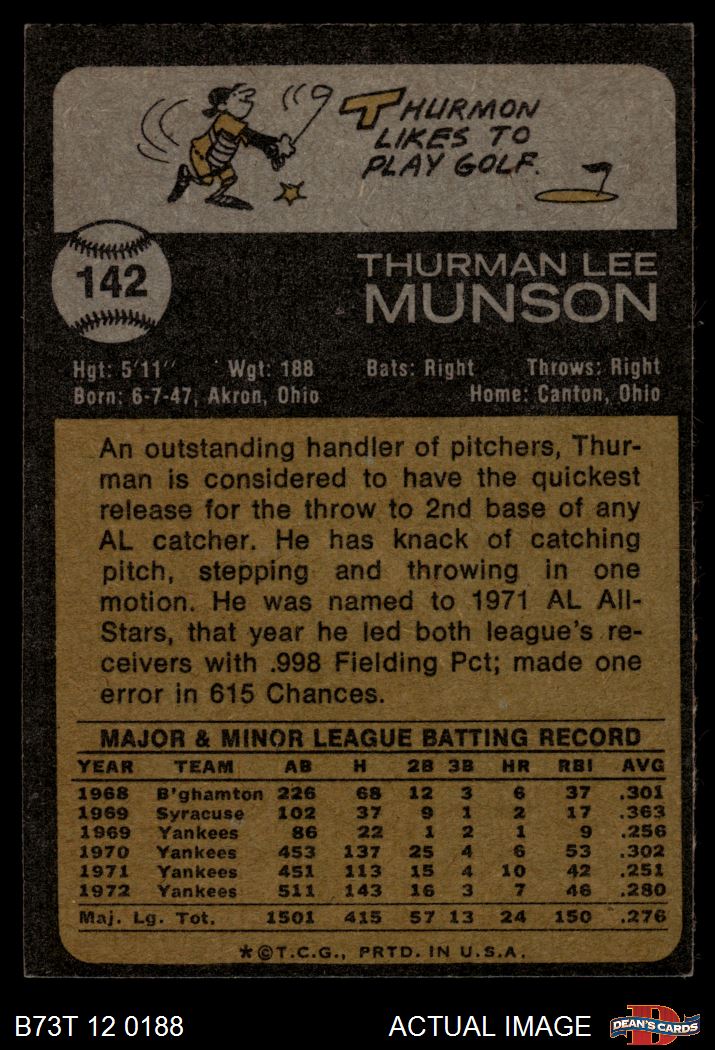 THURMON
LIKES TO
PLAY GOLF.
142
THURMAN LEE
MUNSON
Hgt: 5'11" Wgt: 188 Bats: Right Throws: Right
Born: 6-7-47, Akron, Ohio Home: Canton, Ohio
An outstanding handler of pitchers, Thur-
man is considered to have the quickest
release for the throw to 2nd base of any
AL catcher. He has knack of catching
pitch, stepping and throwing in one
motion. He was named to 1971 AL All-
Stars, that year he led both league's re-
ceivers with .998 Fielding Pct; made one
error in 615 Chances.
MAJOR & MINOR LEAGUE BATTING RECORD
YEAR TEAM AB H 2B 3B HR RBI AVG
1968 B'ghamton 226 68 12 3 6 37 .301
1969 Syracuse 102 37 9 1 2 17 .363
1969 Yankees 86 22 1 2 1 9 .256
1970 Yankees 453 137 25 4 6 53 .302
1971 Yankees 451 113 15 4 10 42 .251
1972 Yankees 511 143 16 3 7 46 .280
Maj. Lg. Tot. 1501 415 57 13 24 150 .276
*©T.C.G., PRTD. IN U.S.A.
B73T 12 0188 ACTUAL IMAGE DEAN'S CARDS